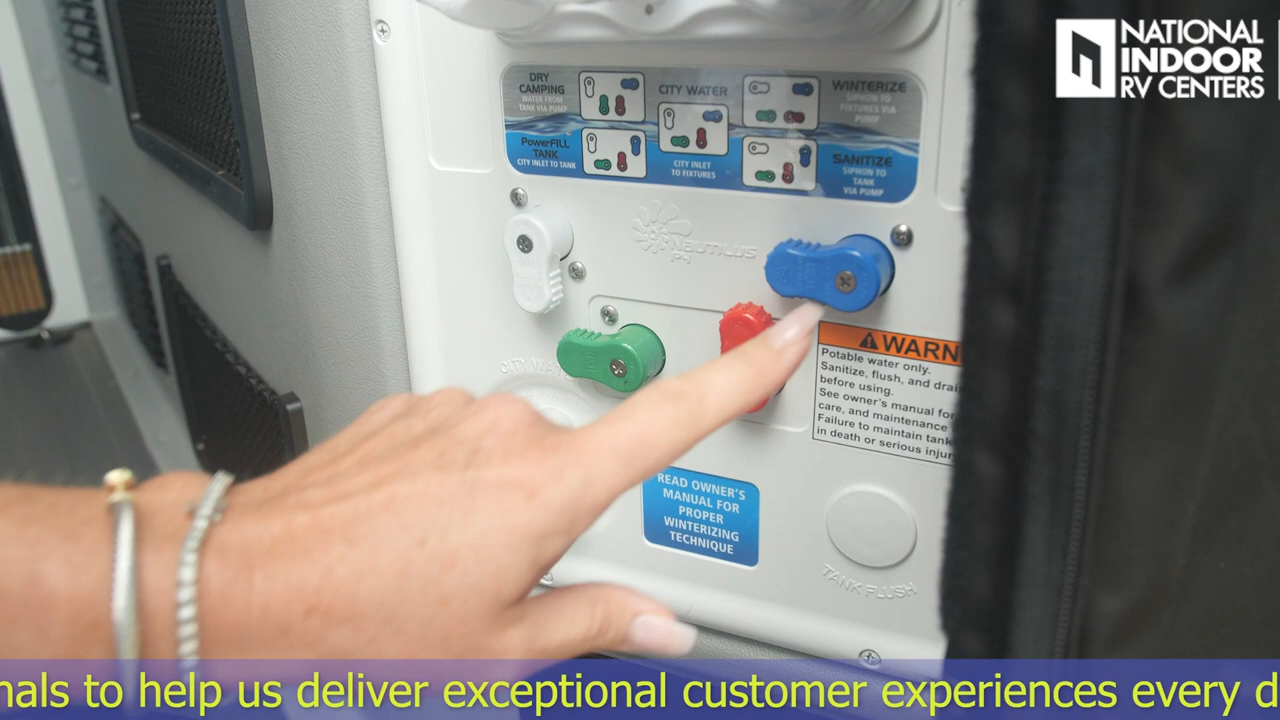 NATIONAL
INDOOR
RV CENTERS
DRY
CAMPING
WATER FROM
TANK VIA PUMP
CITY WATER
WINTERIZE
SIPHON TO
FIXTURES VIA
PUMP
PowerFILL
TANK
CITY INLET TO TANK
CITY INLET
TO FIXTURES
SANITIZE
SIPHON TO
TANK
VIA PUMP
NAUTILUS
P4
CITY WA
WARN
Potable water only.
Sanitize, flush, and drai
before using.
See owner's manual for
care, and maintenance
Failure to maintain tank
in death or serious injur
READ OWNER'S
MANUAL FOR
PROPER
WINTERIZING
TECHNIQUE
TANK FLUSH
nals to help us deliver exceptional customer experiences every d